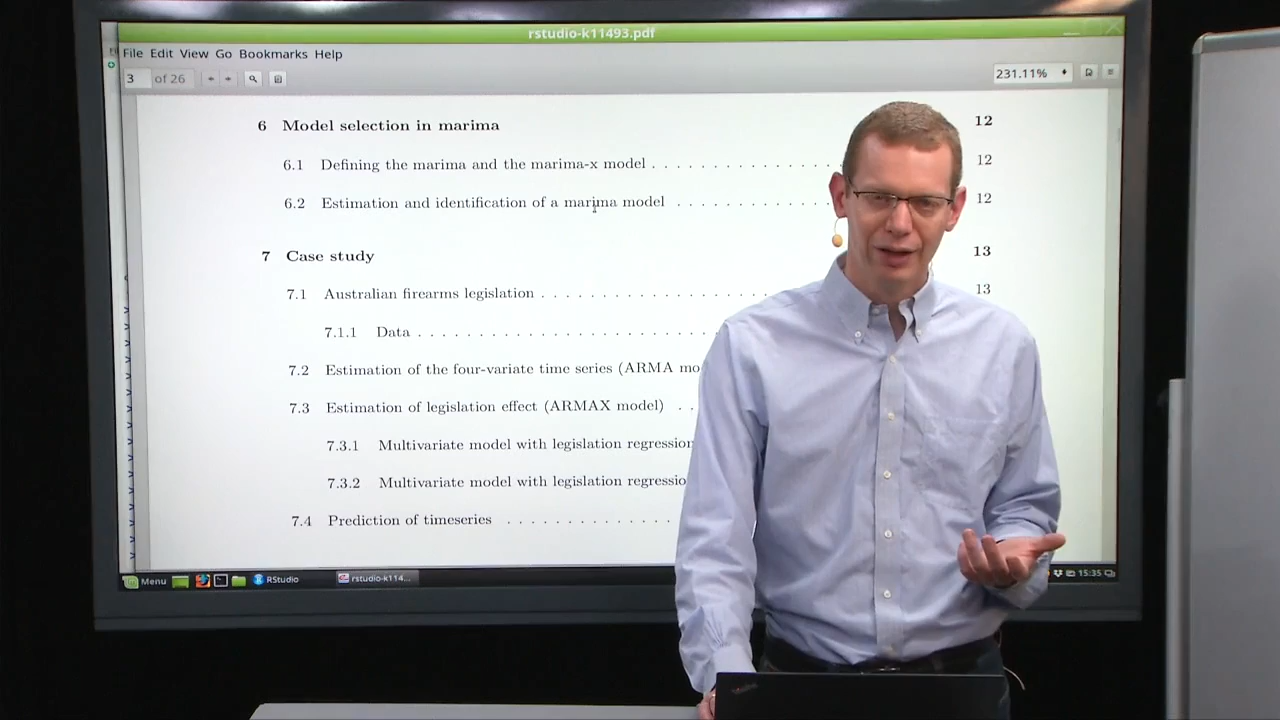 rstudio-k11493.pdf
File Edit View Go Bookmarks Help
3 of 26 231.11%
6 Model selection in marima 12
6.1 Defining the marima and the marima-x model . . . . . . . . . . . . . 12
6.2 Estimation and identification of a marima model . . . . . . . . . . . 12
7 Case study 13
7.1 Australian firearms legislation . . . . . . . . . . . . . . . . . 13
7.1.1 Data . . . . . . . . . . . . . . . . . . . . . .
7.2 Estimation of the four-variate time series (ARMA
7.3 Estimation of legislation effect (ARMAX model) . .
7.3.1 Multivariate model with legislation
7.3.2 Multivariate model with legislation
7.4 Prediction of timeseries . . . . . . . . . . . .
Menu RStudio rstudio-k114... 15:35